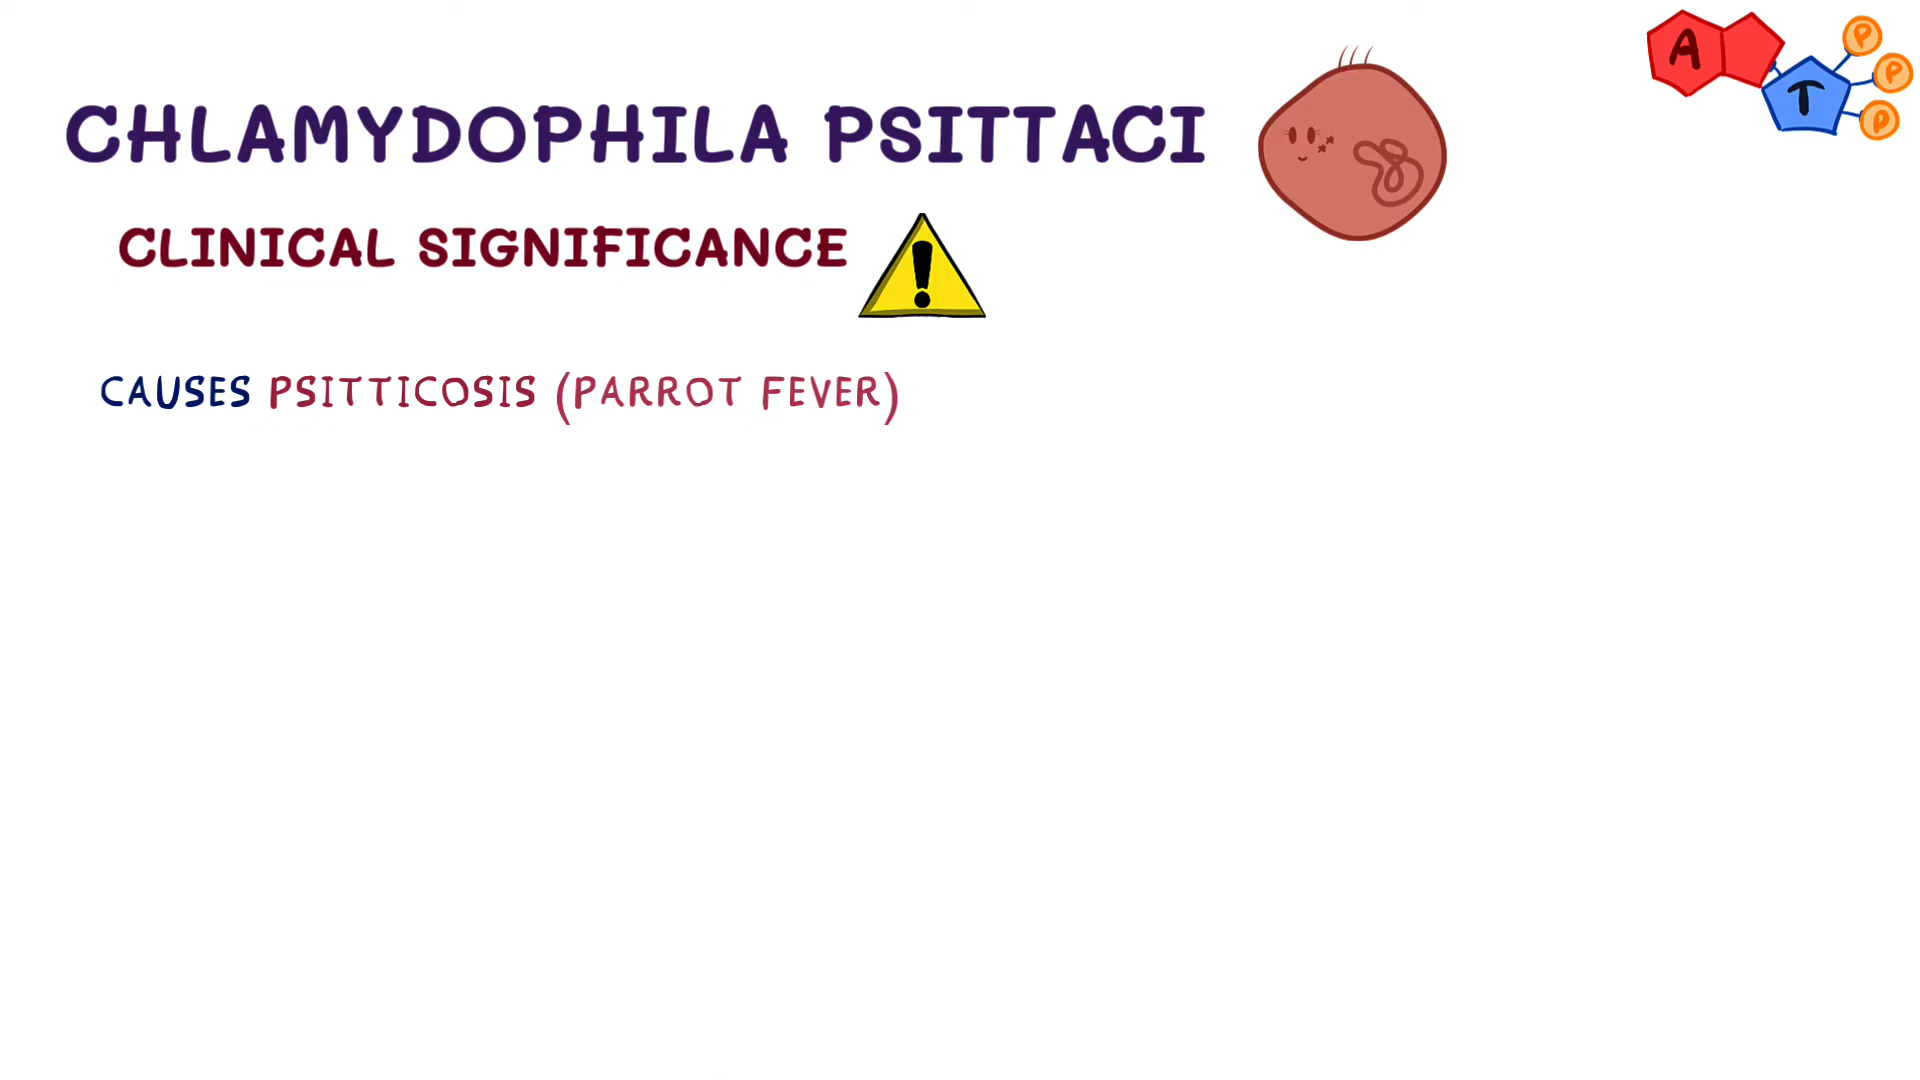 CHLAMYDOPHILA PSITTACI
CLINICAL SIGNIFICANCE
CAUSES PSITTICOSIS (PARROT FEVER)
A
T
P
P
P